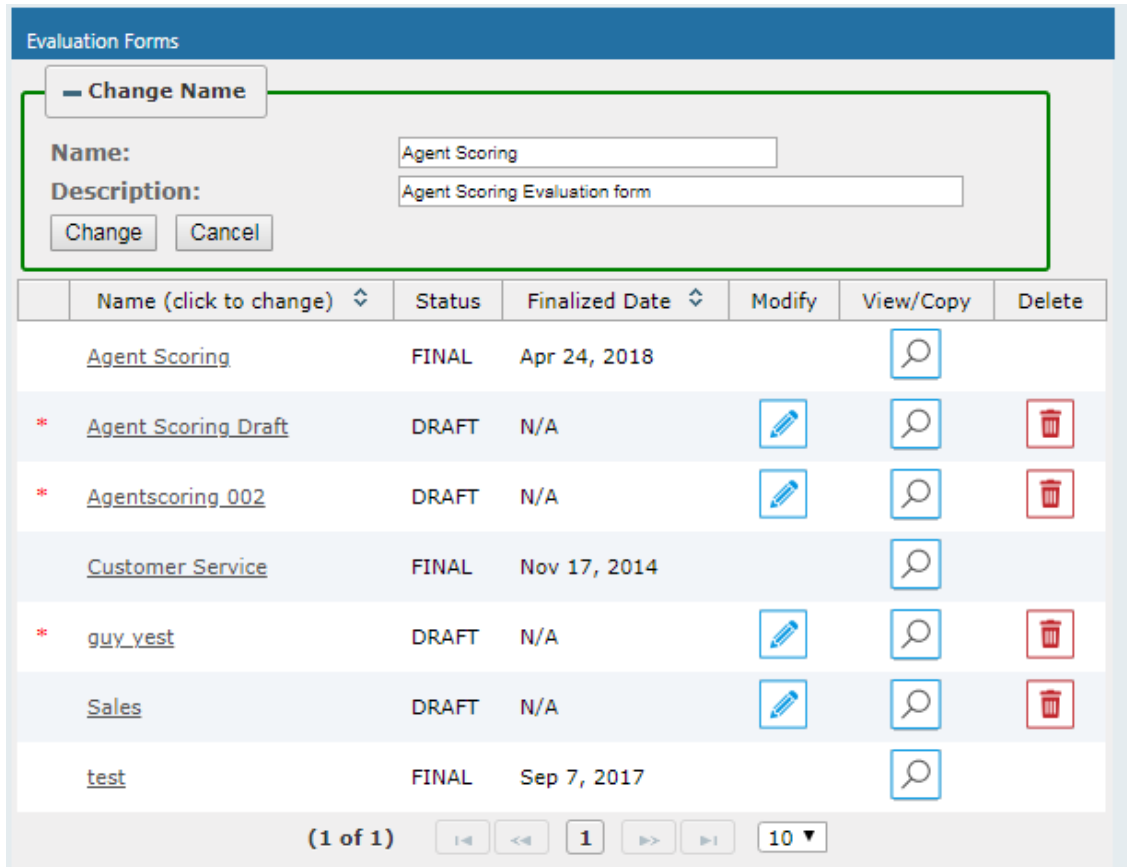 Evaluation Forms
Change Name
Name: Agent Scoring
Description: Agent Scoring Evaluation form
Change Cancel
Name (click to change) Status Finalized Date Modify View/Copy Delete
Agent Scoring FINAL Apr 24, 2018
* Agent Scoring Draft DRAFT N/A
* Agentscoring 002 DRAFT N/A
Customer Service FINAL Nov 17, 2014
* guy yest DRAFT N/A
Sales DRAFT N/A
test FINAL Sep 7, 2017
(1 of 1) 1 10